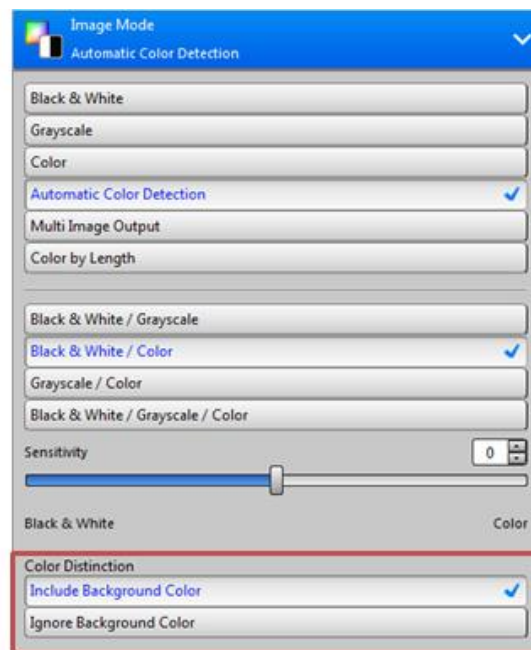 Image Mode
Automatic Color Detection
Black & White
Grayscale
Color
Automatic Color Detection
Multi Image Output
Color by Length
Black & White / Grayscale
Black & White / Color
Grayscale / Color
Black & White / Grayscale / Color
Sensitivity 0
Black & White Color
Color Distinction
Include Background Color
Ignore Background Color